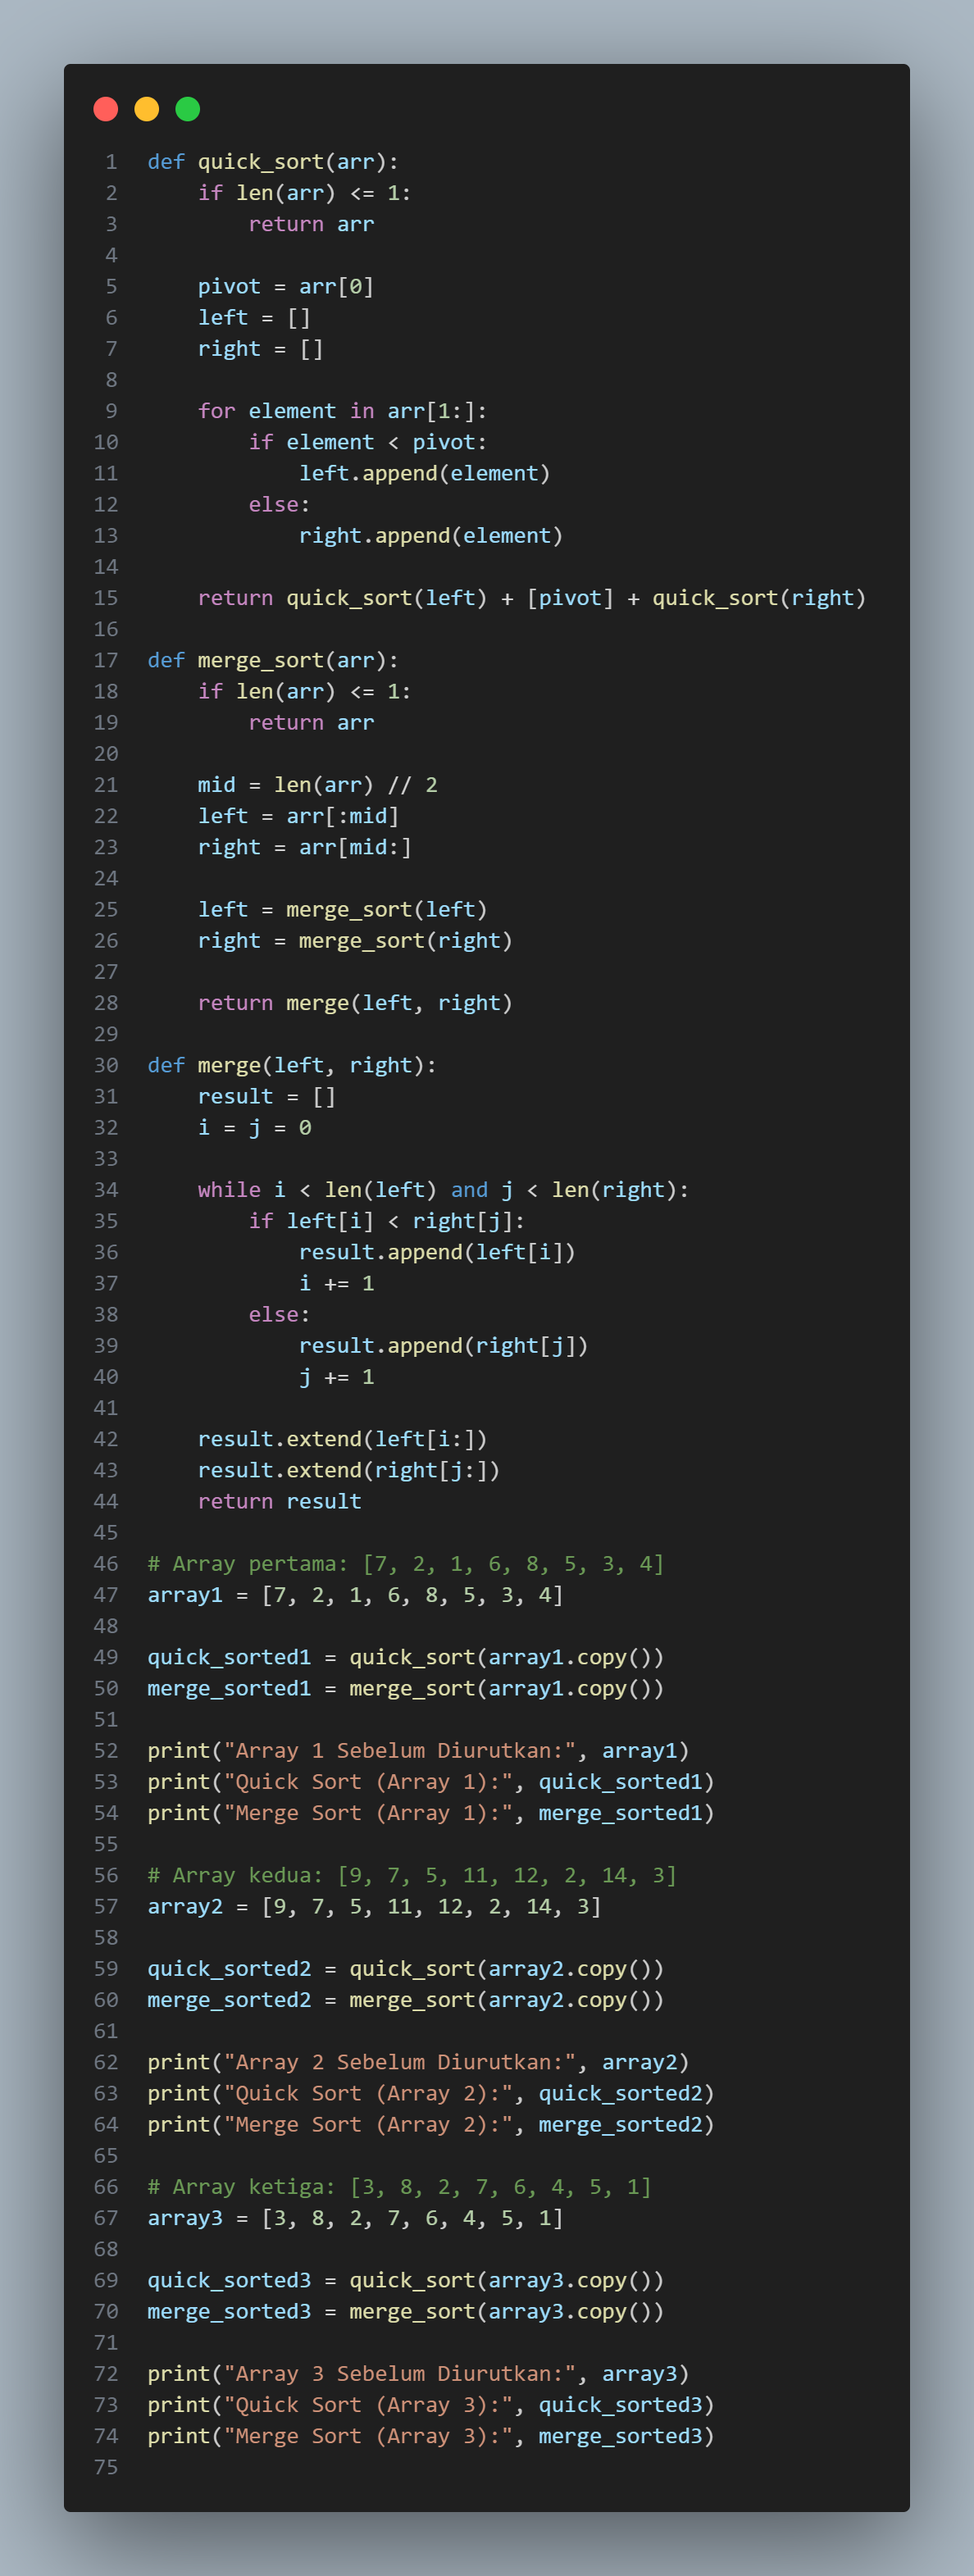 1 def quick_sort(arr):
2     if len(arr) <= 1:
3         return arr
4
5     pivot = arr[0]
6     left = []
7     right = []
8
9     for element in arr[1:]:
10         if element < pivot:
11             left.append(element)
12         else:
13             right.append(element)
14
15     return quick_sort(left) + [pivot] + quick_sort(right)
16
17 def merge_sort(arr):
18     if len(arr) <= 1:
19         return arr
20
21     mid = len(arr) // 2
22     left = arr[:mid]
23     right = arr[mid:]
24
25     left = merge_sort(left)
26     right = merge_sort(right)
27
28     return merge(left, right)
29
30 def merge(left, right):
31     result = []
32     i = j = 0
33
34     while i < len(left) and j < len(right):
35         if left[i] < right[j]:
36             result.append(left[i])
37             i += 1
38         else:
39             result.append(right[j])
40             j += 1
41
42     result.extend(left[i:])
43     result.extend(right[j:])
44     return result
45
46 # Array pertama: [7, 2, 1, 6, 8, 5, 3, 4]
47 array1 = [7, 2, 1, 6, 8, 5, 3, 4]
48
49 quick_sorted1 = quick_sort(array1.copy())
50 merge_sorted1 = merge_sort(array1.copy())
51
52 print("Array 1 Sebelum Diurutkan:", array1)
53 print("Quick Sort (Array 1):", quick_sorted1)
54 print("Merge Sort (Array 1):", merge_sorted1)
55
56 # Array kedua: [9, 7, 5, 11, 12, 2, 14, 3]
57 array2 = [9, 7, 5, 11, 12, 2, 14, 3]
58
59 quick_sorted2 = quick_sort(array2.copy())
60 merge_sorted2 = merge_sort(array2.copy())
61
62 print("Array 2 Sebelum Diurutkan:", array2)
63 print("Quick Sort (Array 2):", quick_sorted2)
64 print("Merge Sort (Array 2):", merge_sorted2)
65
66 # Array ketiga: [3, 8, 2, 7, 6, 4, 5, 1]
67 array3 = [3, 8, 2, 7, 6, 4, 5, 1]
68
69 quick_sorted3 = quick_sort(array3.copy())
70 merge_sorted3 = merge_sort(array3.copy())
71
72 print("Array 3 Sebelum Diurutkan:", array3)
73 print("Quick Sort (Array 3):", quick_sorted3)
74 print("Merge Sort (Array 3):", merge_sorted3)
75